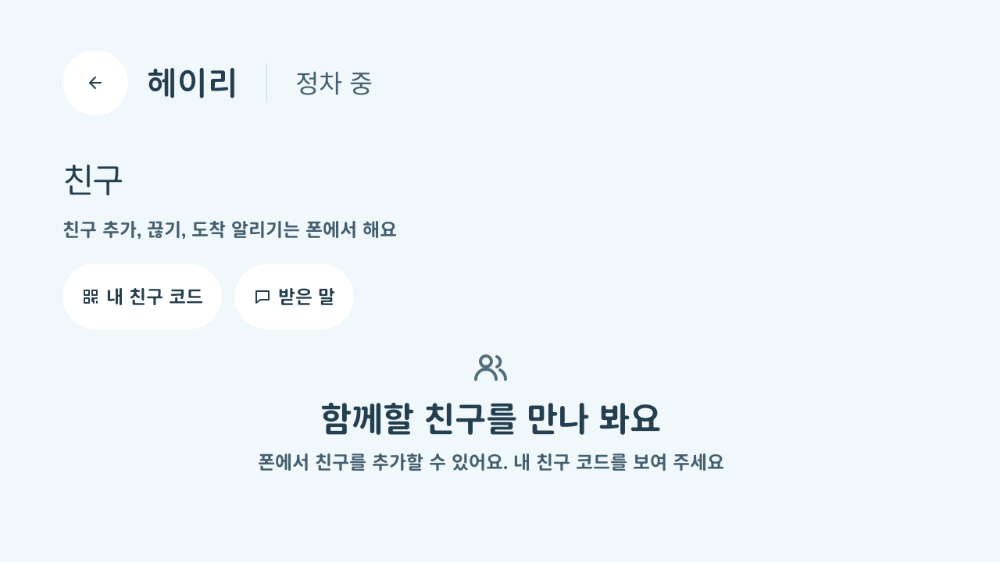 헤이리
정차 중
친구
친구 추가, 끊기, 도착 알리기는 폰에서 해요
내 친구 코드
받은 말
함께할 친구를 만나 봐요
폰에서 친구를 추가할 수 있어요. 내 친구 코드를 보여 주세요